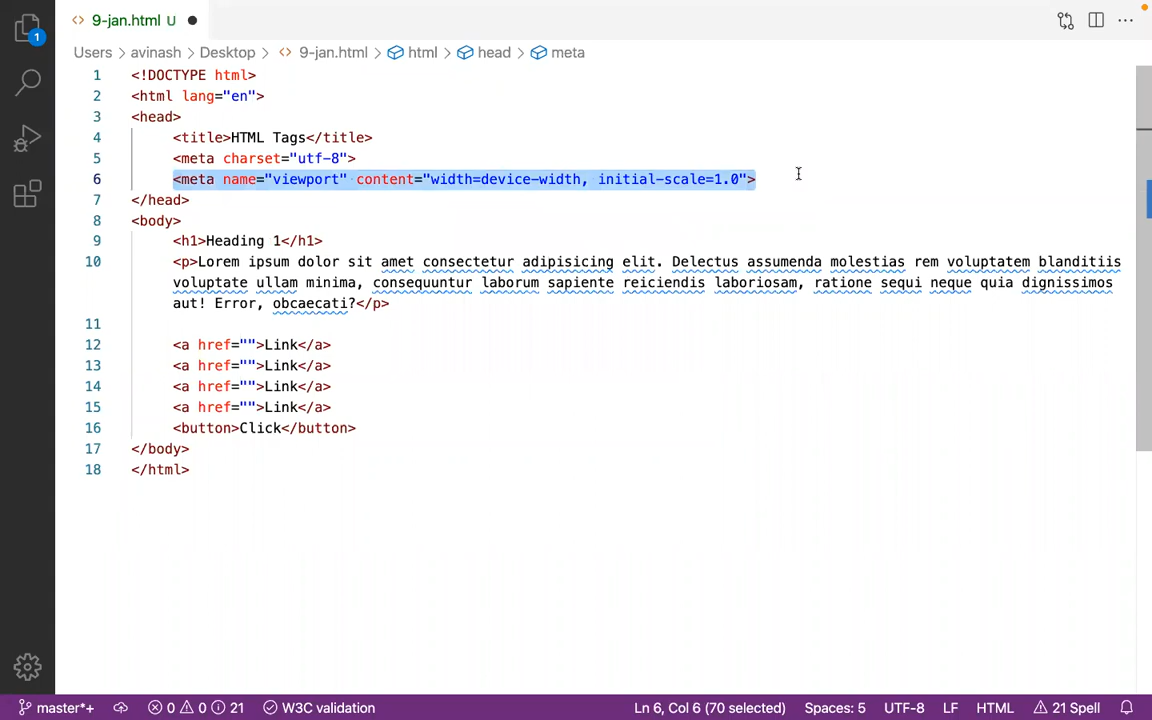 9-jan.html U
1
Users > avinash > Desktop > <> 9-jan.html > html > head > meta
1 <!DOCTYPE html>
2 <html lang="en">
3 <head>
4 <title>HTML Tags</title>
5 <meta charset="utf-8">
6 <meta name="viewport" content="width=device-width, initial-scale=1.0">
7 </head>
8 <body>
9 <h1>Heading 1</h1>
10 <p>Lorem ipsum dolor sit amet consectetur adipisicing elit. Delectus assumenda molestias rem voluptatem blanditiis
voluptate ullam minima, consequuntur laborum sapiente reiciendis laboriosam, ratione sequi neque quia dignissimos
aut! Error, obcaecati?</p>
11
12 <a href="">Link</a>
13 <a href="">Link</a>
14 <a href="">Link</a>
15 <a href="">Link</a>
16 <button>Click</button>
17 </body>
18 </html>
master*+ 0 0 21 W3C validation Ln 6, Col 6 (70 selected) Spaces: 5 UTF-8 LF HTML 21 Spell